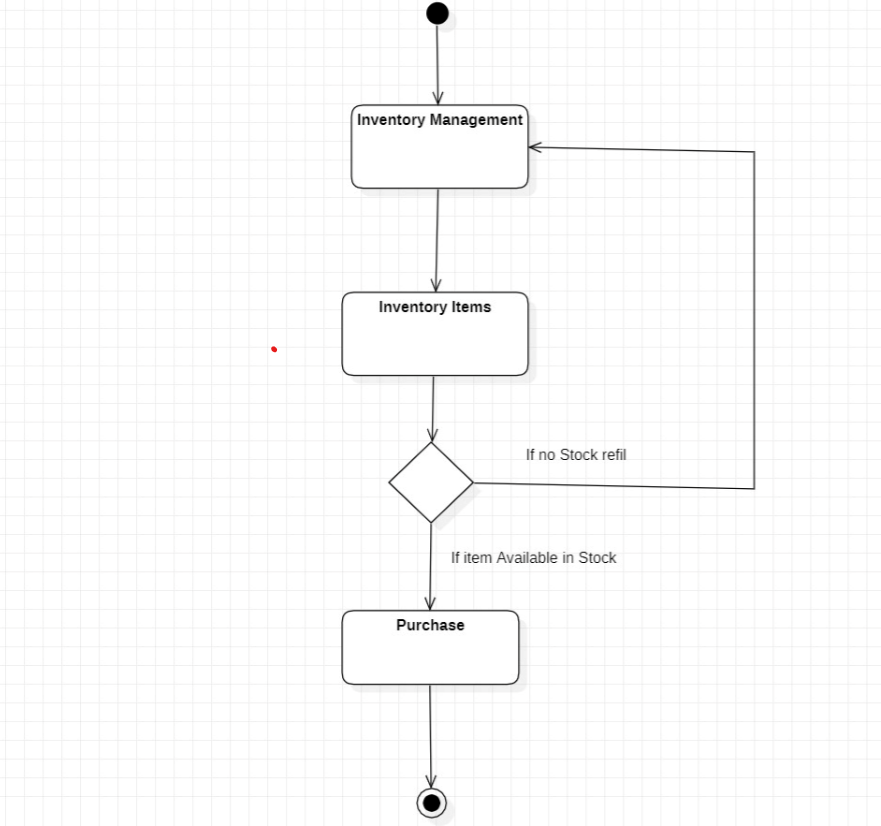 Inventory Management
Inventory Items
If no Stock refil
If item Available in Stock
Purchase